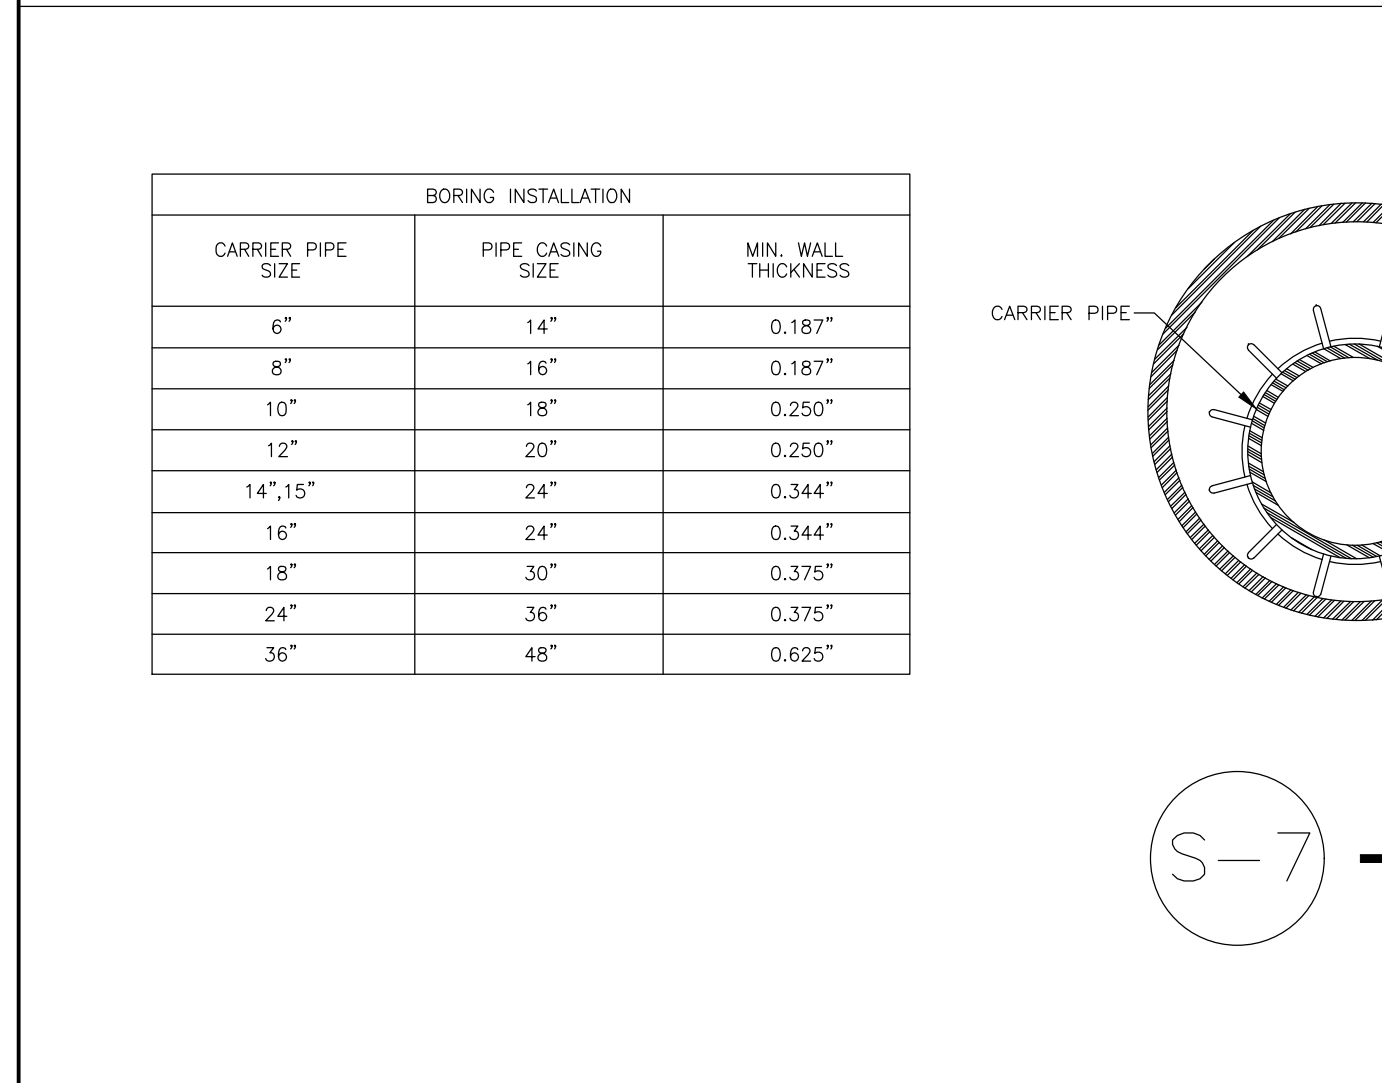 BORING INSTALLATION
CARRIER PIPE
SIZE
PIPE CASING
SIZE
MIN. WALL
THICKNESS
6” 14” 0.187”
8” 16” 0.187”
10” 18” 0.250”
12” 20” 0.250”
14”,15” 24” 0.344”
16” 24” 0.344”
18” 30” 0.375”
24” 36” 0.375”
36” 48” 0.625”
CARRIER PIPE
S-7